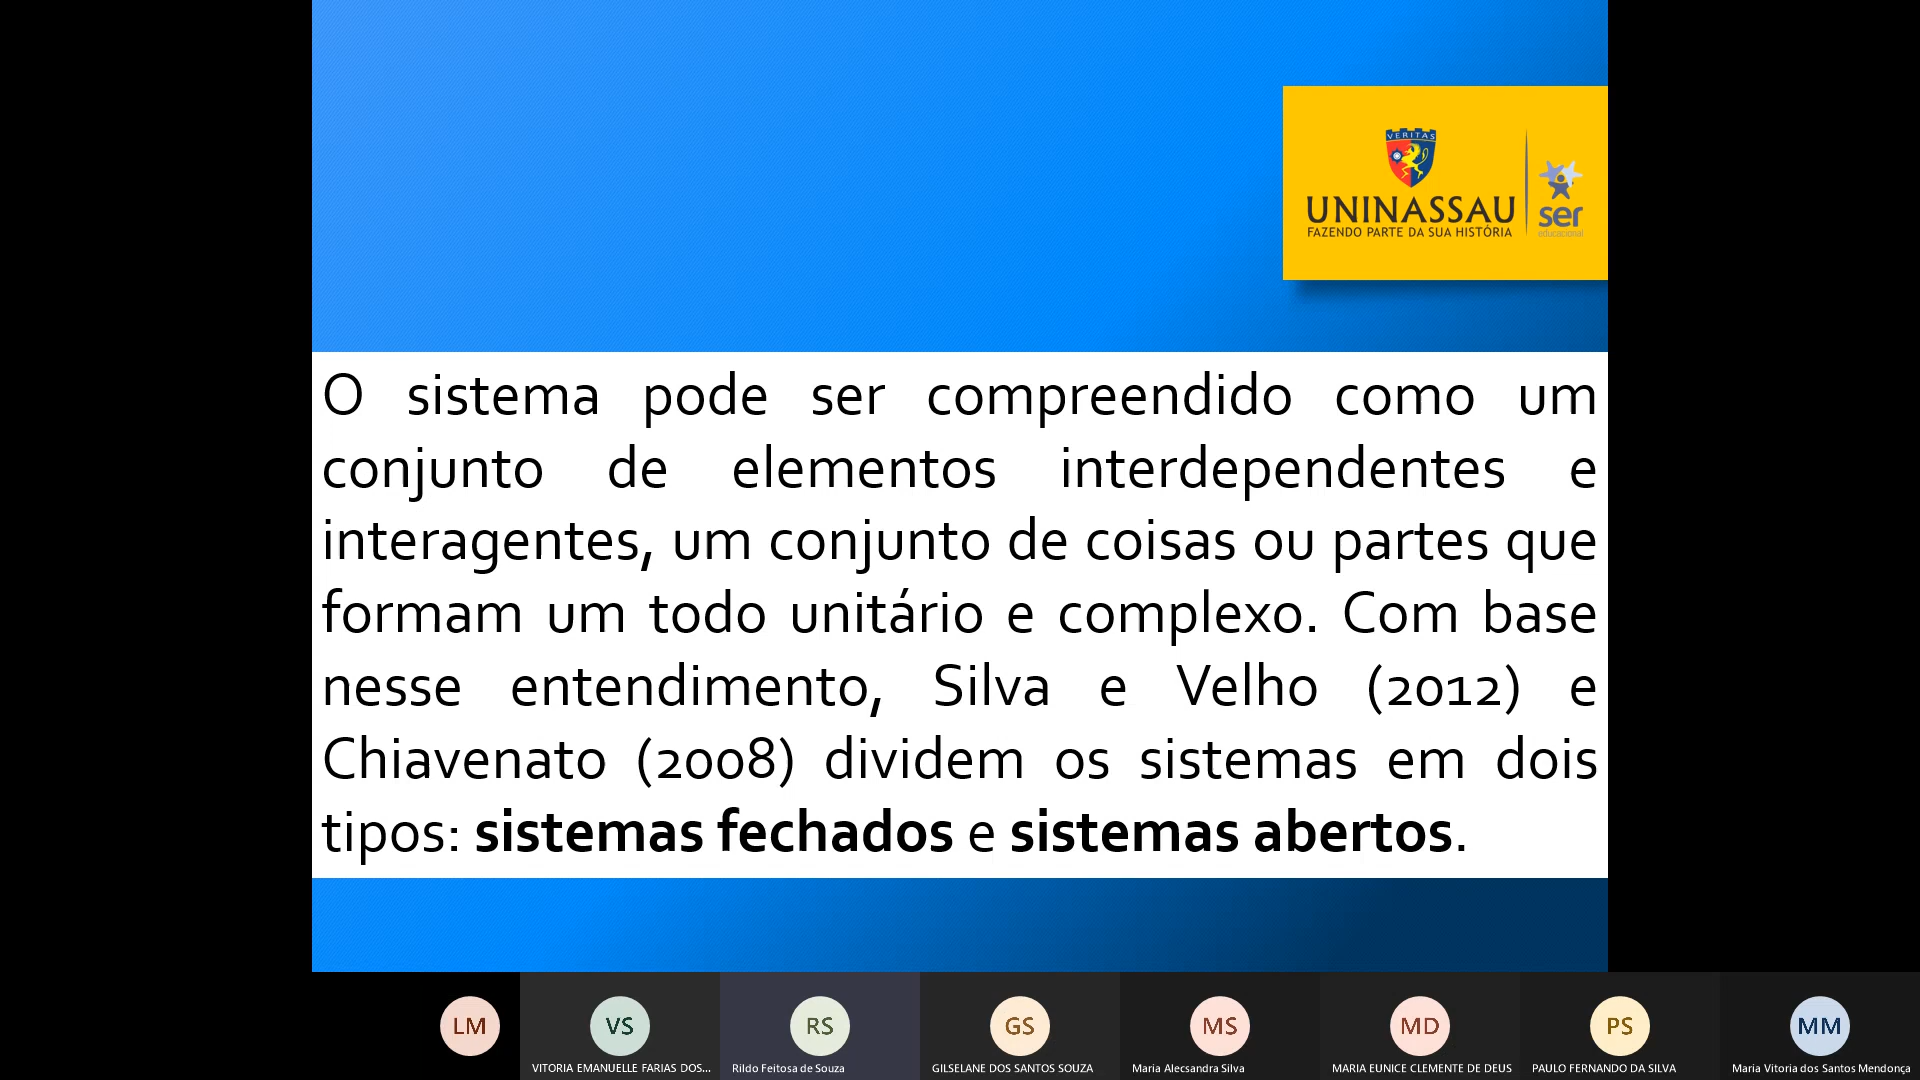 VERITAS
UNINASSAU
FAZENDO PARTE DA SUA HISTÓRIA
ser
educacional
O sistema pode ser compreendido como um
conjunto de elementos interdependentes e
interagentes, um conjunto de coisas ou partes que
formam um todo unitário e complexo. Com base
nesse entendimento, Silva e Velho (2012) e
Chiavenato (2008) dividem os sistemas em dois
tipos: sistemas fechados e sistemas abertos.
LM
VS
RS
GS
MS
MD
PS
MM
VITORIA EMANUELLE FARIAS DOS...
Rildo Feitosa de Souza
GILSELANE DOS SANTOS SOUZA
Maria Alecsandra Silva
MARIA EUNICE CLEMENTE DE DEUS
PAULO FERNANDO DA SILVA
Maria Vitoria dos Santos Mendonça